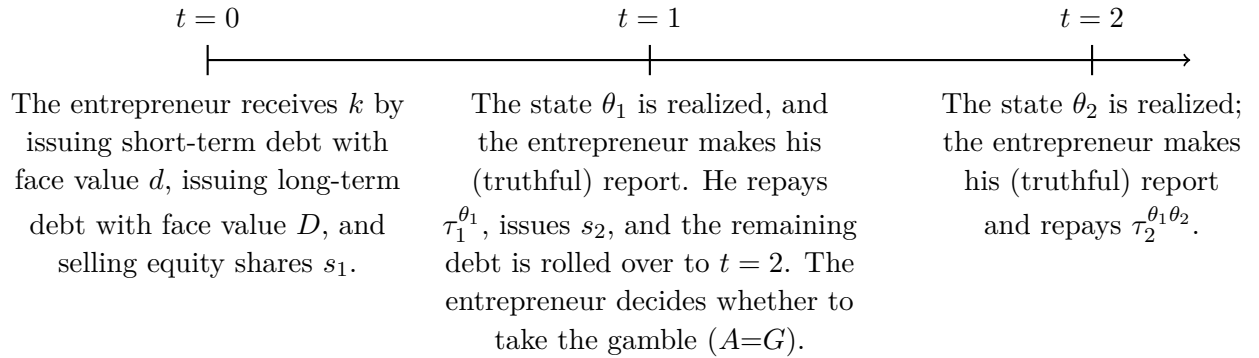 t = 0
t = 1
t = 2
The entrepreneur receives k by
issuing short-term debt with
face value d, issuing long-term
debt with face value D, and
selling equity shares s₁.
The state θ₁ is realized, and
the entrepreneur makes his
(truthful) report. He repays
τ₁^θ₁, issues s₂, and the remaining
debt is rolled over to t = 2. The
entrepreneur decides whether to
take the gamble (A=G).
The state θ₂ is realized;
the entrepreneur makes
his (truthful) report
and repays τ₂^θ₁θ₂.